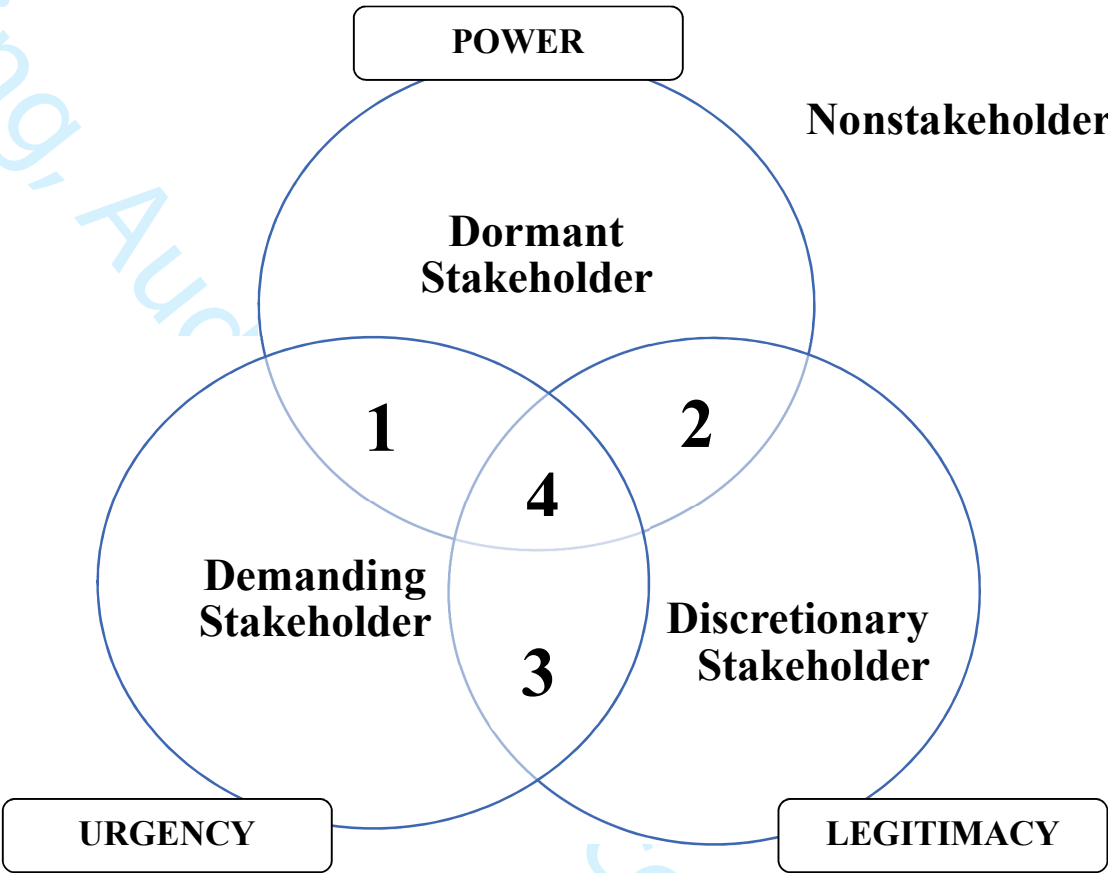 POWER
Nonstakeholder
Dormant
Stakeholder
1
2
4
Demanding
Stakeholder
Discretionary
Stakeholder
3
URGENCY
LEGITIMACY